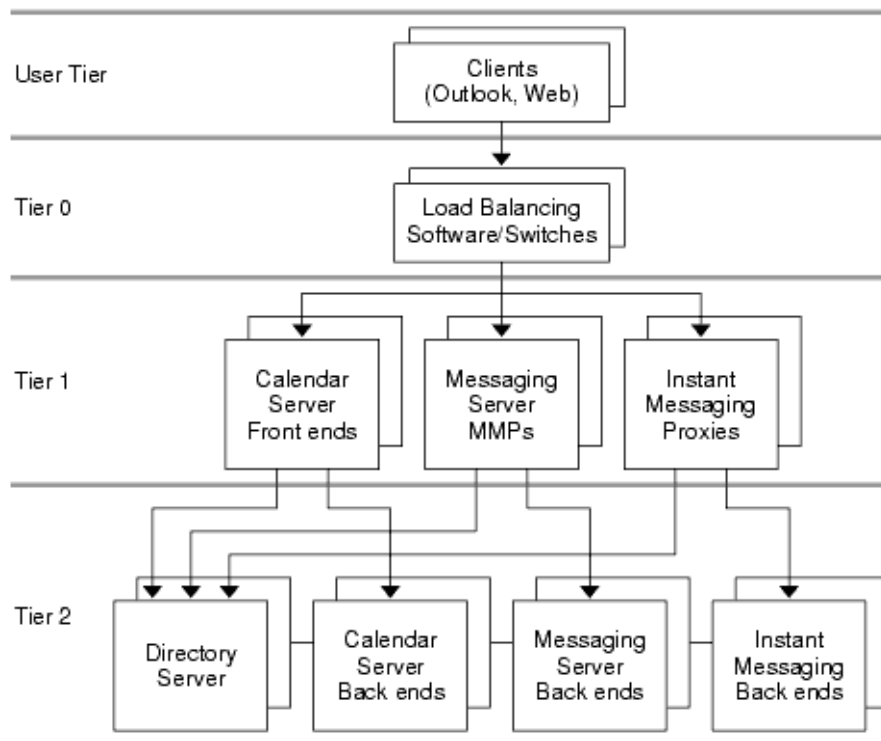 User Tier
Clients
(Outlook, Web)
Tier 0
Load Balancing
Software/Switches
Tier 1
Calendar
Server
Front ends
Messaging
Server
MMPs
Instant
Messaging
Proxies
Tier 2
Directory
Server
Calendar
Server
Back ends
Messaging
Server
Back ends
Instant
Messaging
Back ends